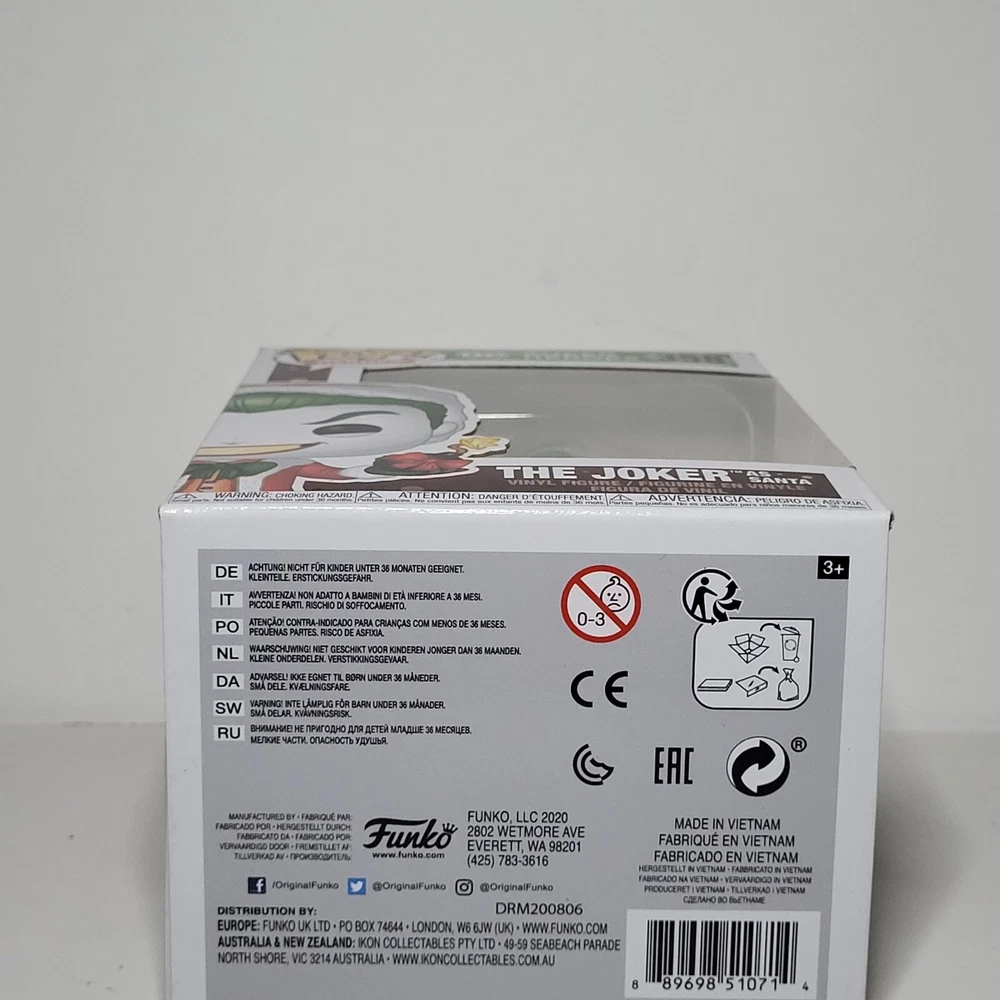 THE JOKER™ AS SANTA
VINYL FIGURE / FIGURINE EN VINYLE
FIGURA DE VINIL
WARNING: CHOKING HAZARD. ATTENTION: DANGER D'ÉTOUFFEMENT. ADVERTENCIA: PELIGRO DE ASFIXIA
3+
DE ACHTUNG! NICHT FÜR KINDER UNTER 36 MONATEN GEEIGNET.
KLEINTEILE. ERSTICKUNGSGEFAHR.
IT AVVERTENZA! NON ADATTO A BAMBINI DI ETÀ INFERIORE A 36 MESI.
PICCOLE PARTI. RISCHIO DI SOFFOCAMENTO.
PO ATENÇÃO! CONTRA-INDICADO PARA CRIANÇAS COM MENOS DE 36 MESES.
PEQUENAS PARTES. RISCO DE ASFIXIA.
NL WAARSCHUWING! NIET GESCHIKT VOOR KINDEREN JONGER DAN 36 MAANDEN.
KLEINE ONDERDELEN. VERSTIKKINGSGEVAAR.
DA ADVARSEL! IKKE EGNET TIL BØRN UNDER 36 MÅNEDER.
SMÅ DELE. KVÆLNINGSFARE.
SW VARNING! INTE LÄMPLIG FÖR BARN UNDER 36 MÅNADER.
SMÅ DELAR. KVÄVNINGSRISK.
RU ВНИМАНИЕ! НЕ ПРИГОДНО ДЛЯ ДЕТЕЙ МЛАДШЕ 36 МЕСЯЦЕВ.
МЕЛКИЕ ЧАСТИ. ОПАСНОСТЬ УДУШЬЯ.
0-3
CE
EAC
®
MANUFACTURED BY • FABRIQUÉ PAR:
FABRICADO POR • HERGESTELLT DURCH:
FABBRICATO DA • FABRICADO POR:
VERVAARDIGD DOOR • FREMSTILLET AF:
TILLVERKAD AV • ПРОИЗВОДИТЕЛЬ:
Funko
www.funko.com
FUNKO, LLC 2020
2802 WETMORE AVE
EVERETT, WA 98201
(425) 783-3616
MADE IN VIETNAM
FABRIQUÉ EN VIETNAM
FABRICADO EN VIETNAM
HERGESTELLT IN VIETNAM • FABBRICATO IN VIETNAM
FABRICADO NA VIETNAM • VERVAARDIGD IN VIETNAM
PRODUCERET I VIETNAM • TILLVERKAD I VIETNAM
СДЕЛАНО ВО ВЬЕТНАМЕ
/OriginalFunko @OriginalFunko @OriginalFunko
DRM200806
DISTRIBUTION BY:
EUROPE: FUNKO UK LTD • PO BOX 74644 • LONDON, W6 6JW (UK) • WWW.FUNKO.COM
AUSTRALIA & NEW ZEALAND: IKON COLLECTABLES PTY LTD • 49-59 SEABEACH PARADE
NORTH SHORE, VIC 3214 AUSTRALIA • WWW.IKONCOLLECTABLES.COM.AU
8 89698 51071 4